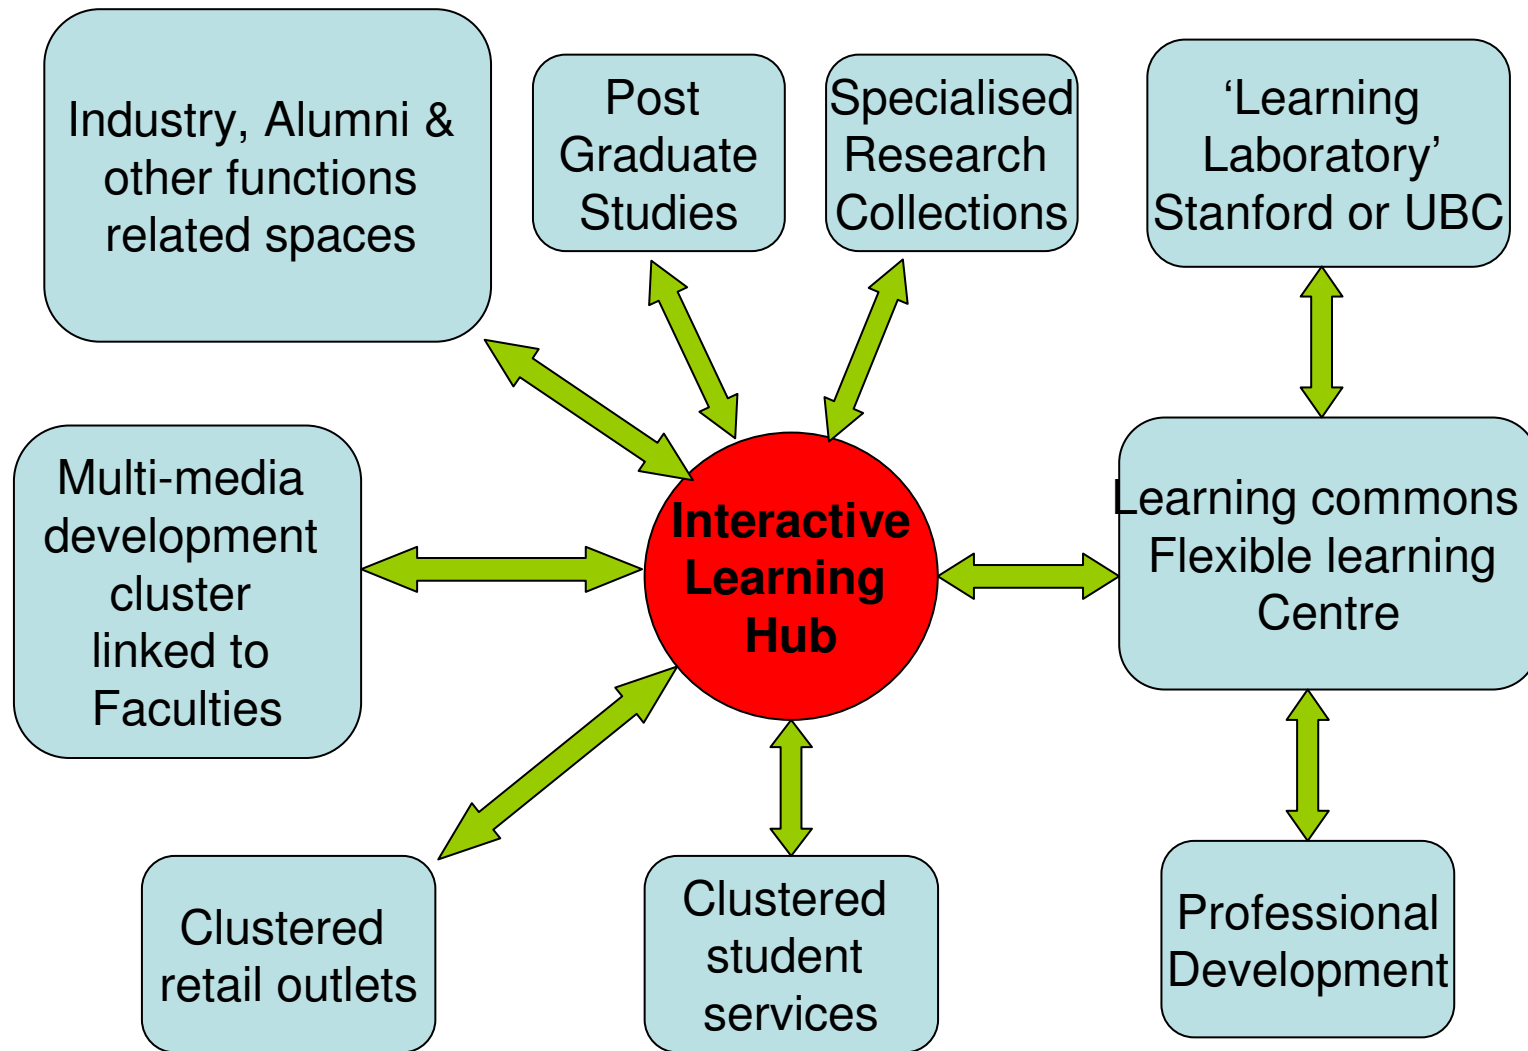 Industry, Alumni &
other functions
related spaces
Post
Graduate
Studies
Specialised
Research
Collections
‘Learning
Laboratory’
Stanford or UBC
Multi-media
development
cluster
linked to
Faculties
Interactive
Learning
Hub
Learning commons
Flexible learning
Centre
Clustered
retail outlets
Clustered
student
services
Professional
Development